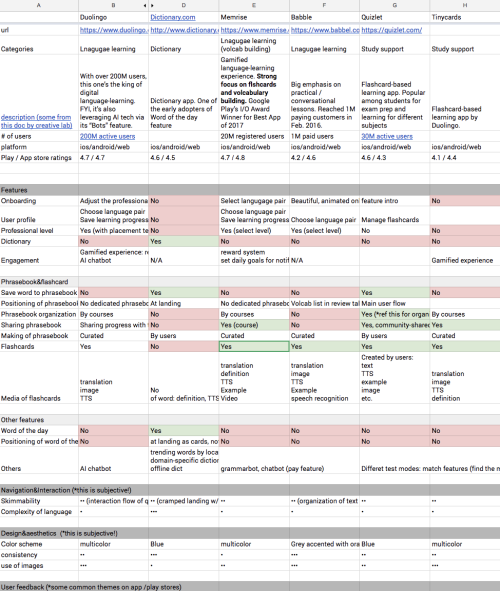 A B C D E F G H
Duolingo Dictionary.com Memrise Babble Quizlet Tinycards
url https://www.duolingo. http://www.dictionary. https://www.memrise. https://www.babbel.co https://quizlet.com/
Categories Lnagugae learning Dictionary Lnagugae learning (volcab building) Lnagugae learning Study support Study support
description (some from this doc by creative lab)
With over 200M users, this one's the king of digital language-learning. FYI, it's also leveraging AI tech via its "Bots" feature.
Dictionary app. One of the early adopters of Word of the day feature
Gamified language-learning experience. Strong focus on flshcards and volcabulary building. Google Play's I/O Award Winner for Best App of 2017
Big emphasis on practical / conversational lessons. Reached 1M paying customers in Feb. 2016.
Flashcard-based learning app. Popular among students for exam prep and learning for different subjects
Flashcard-based learning app by Duolingo.
# of users 200M active users 20M registered users 1M paid users 30M active users
platform ios/android/web ios/android/web ios/android/web ios/android/web ios/android/web ios/android/web
Play / App store ratings 4.7 / 4.7 4.6 / 4.5 4.7 / 4.8 4.2 / 4.6 4.6 / 4.3 4.1 / 4.4
Features
Onboarding Adjust the professiona No Select langugage pair Beautiful, animated on feature intro No
User profile Choose language pair Save learning progress No Choose language pair Save learning progress Choose language pair Manage flashcards
Professional level Yes (with placement te No Yes (select level) Yes (select level) No No
Dictionary No Yes No No No No
Engagement Gamified experience: re AI chatbot N/A reward system set daily goals for notif N/A Gamified experience
Phrasebook&flashcard
Save word to phrasebook No Yes No No Yes No
Positioning of phrasebool No dedicated phrasebo At landing No dedicated phrasebo Volcab list in review tal Main user flow
Phrasebook organization By courses No By courses No Yes (*ref this for organ By courses
Sharing phrasebook Sharing progress with No Yes (course) No Yes, community-shared Yes
Making of phrasebook Curated By users Curated Curated By users Curated
Flashcards Yes No Yes Yes Yes Yes
Media of flashcards
translation image TTS
No of word: definition, TTS
translation definition TTS Example Video
translation image TTS Example speech recognition
Created by users: text TTS example image etc.
translation image TTS definition
Other features
Word of the day No Yes No No No No
Positioning of word of the No at landing as cards, no No No No No
Others AI chatbot trending words by loca domain-specific diction offline dict grammarbot, chatbot (pay feature) Differet test modes: match features (find the m
Navigation&Interaction (*this is subjective!)
Skimmability •• (interaction flow of q •• (cramped landing w/ •• •• (organization of text •• ••
Complexity of language • ••• • • • •
Design&aesthetics (*this is subjective!)
Color scheme multicolor Blue multicolor Grey accented with ora Blue multicolor
consistency •• ••• •• ••• •• ••
use of images ••• • •• ••• •• •••
User feedback (*some common themes on app /play stores)